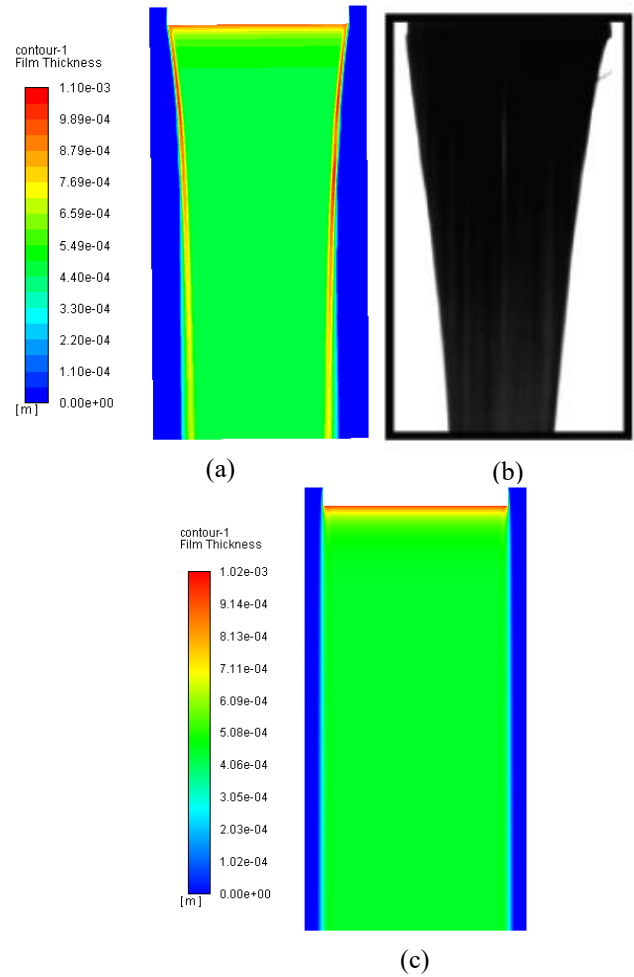 contour-1
Film Thickness
1.10e-03
9.89e-04
8.79e-04
7.69e-04
6.59e-04
5.49e-04
4.40e-04
3.30e-04
2.20e-04
1.10e-04
0.00e+00
[m]
(a)
(b)
contour-1
Film Thickness
1.02e-03
9.14e-04
8.13e-04
7.11e-04
6.09e-04
5.08e-04
4.06e-04
3.05e-04
2.03e-04
1.02e-04
0.00e+00
[m]
(c)